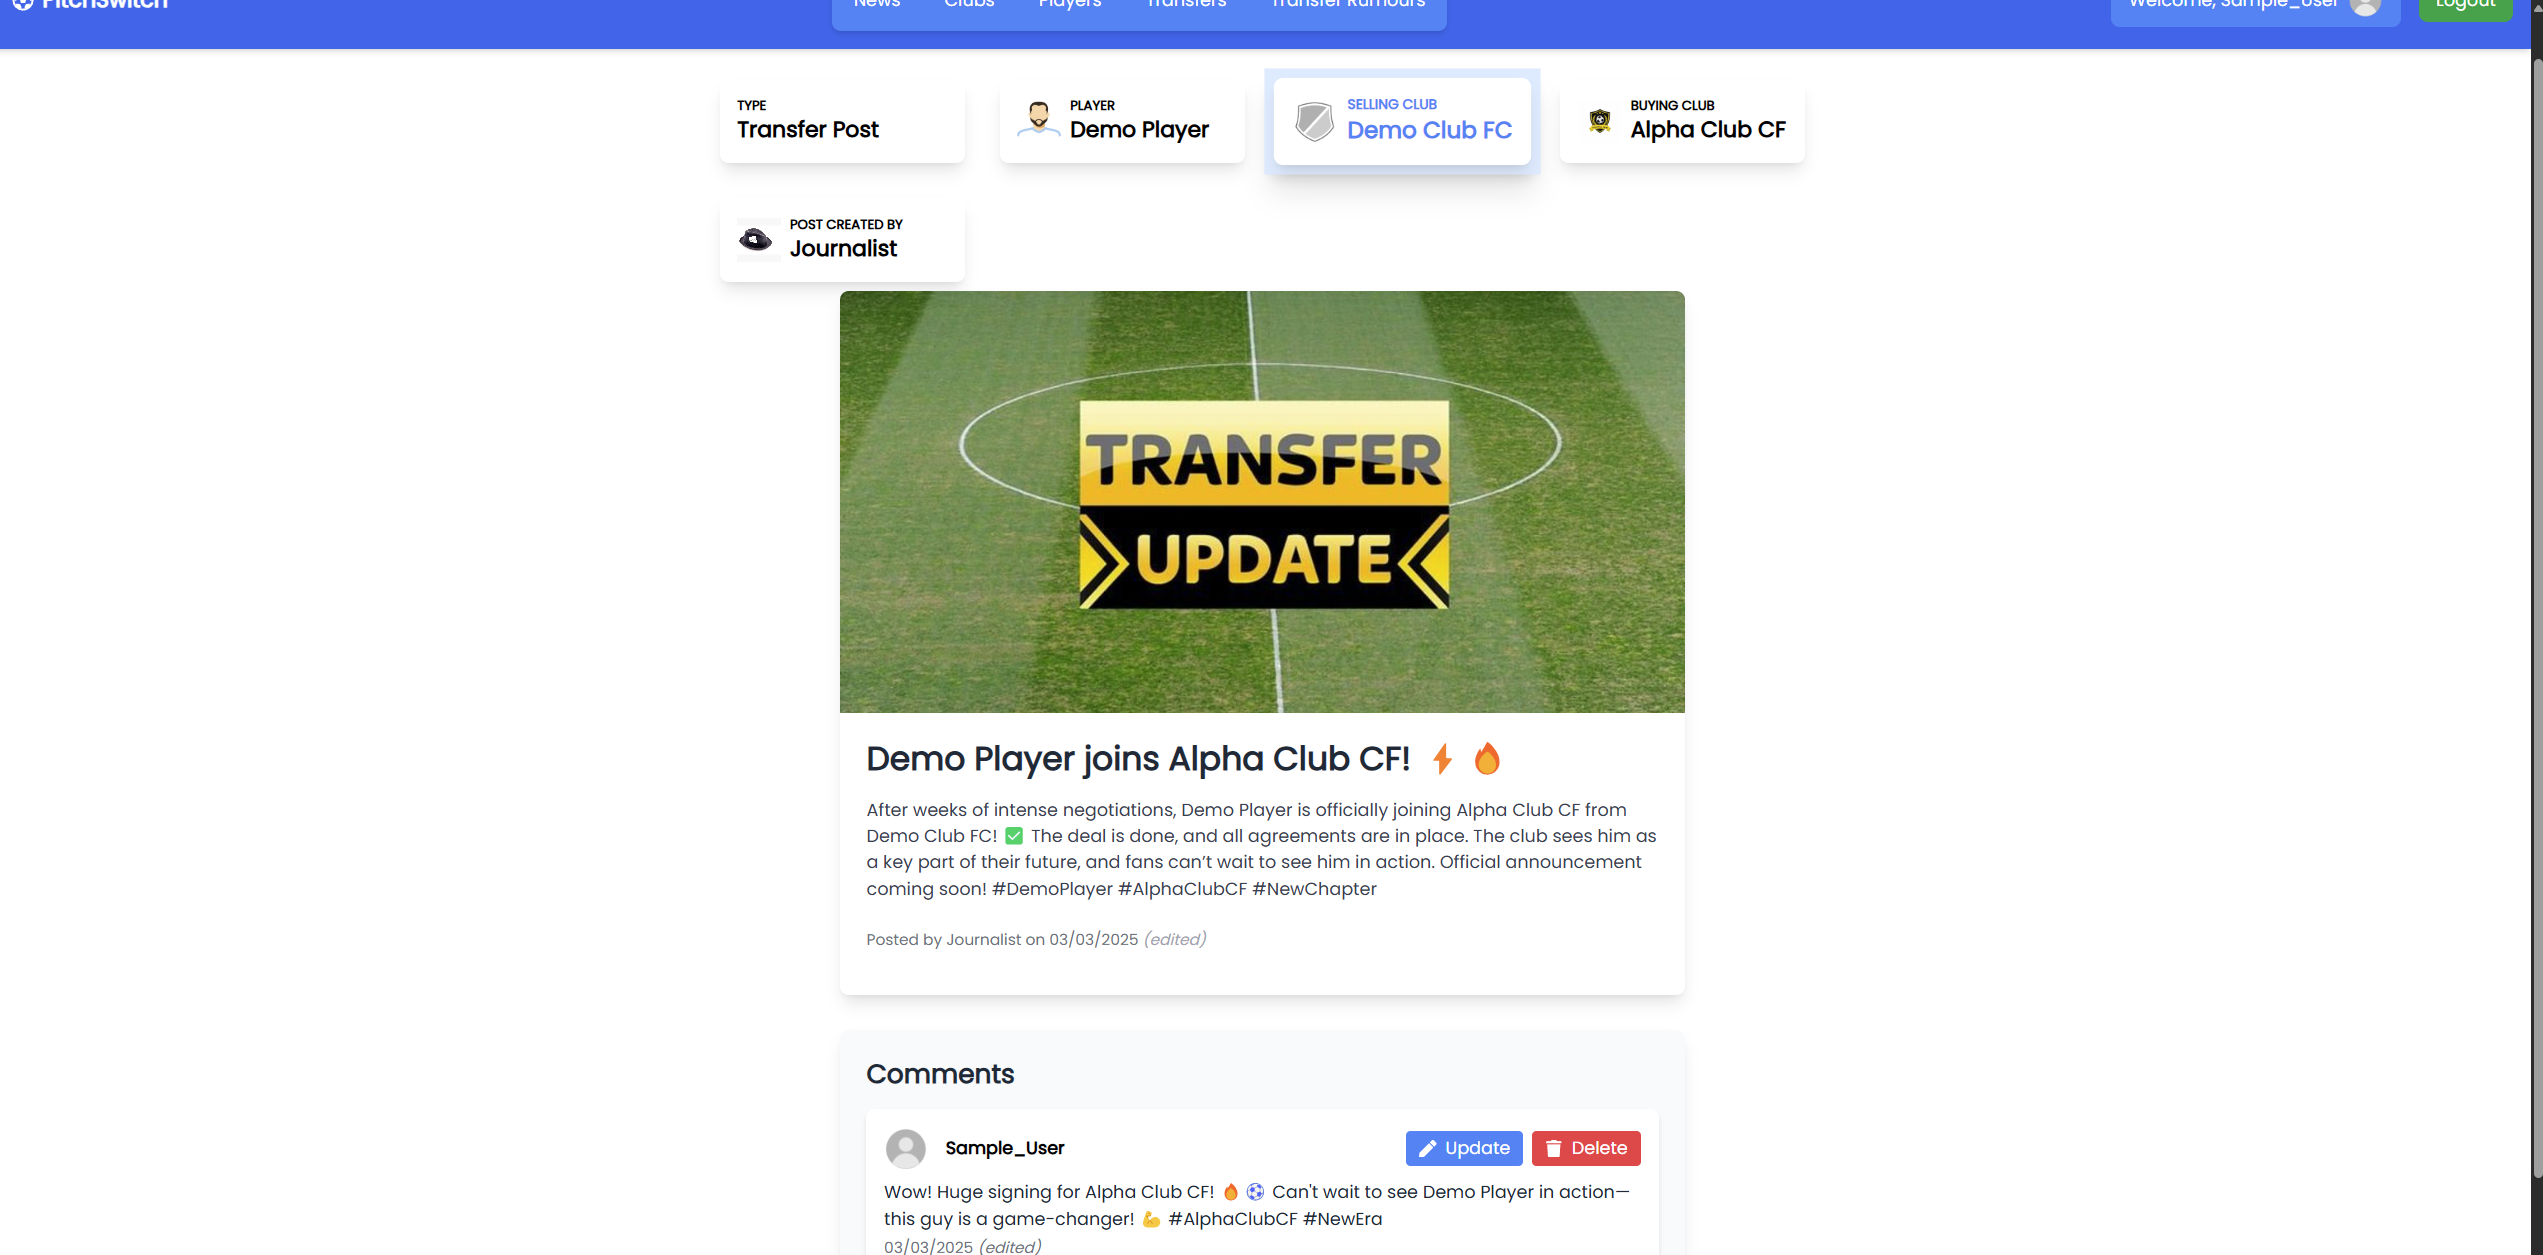 PitchSwitch
News Clubs Players Transfers Transfer Rumours
Welcome, Sample_User
Logout
TYPE
Transfer Post
PLAYER
Demo Player
SELLING CLUB
Demo Club FC
BUYING CLUB
Alpha Club CF
POST CREATED BY
Journalist
TRANSFER
UPDATE
Demo Player joins Alpha Club CF! ⚡ 🔥
After weeks of intense negotiations, Demo Player is officially joining Alpha Club CF from
Demo Club FC! ✅ The deal is done, and all agreements are in place. The club sees him as
a key part of their future, and fans can’t wait to see him in action. Official announcement
coming soon! #DemoPlayer #AlphaClubCF #NewChapter
Posted by Journalist on 03/03/2025 (edited)
Comments
Sample_User
Update
Delete
Wow! Huge signing for Alpha Club CF! 🔥 ⚽ Can't wait to see Demo Player in action—
this guy is a game-changer! 💪 #AlphaClubCF #NewEra
03/03/2025 (edited)